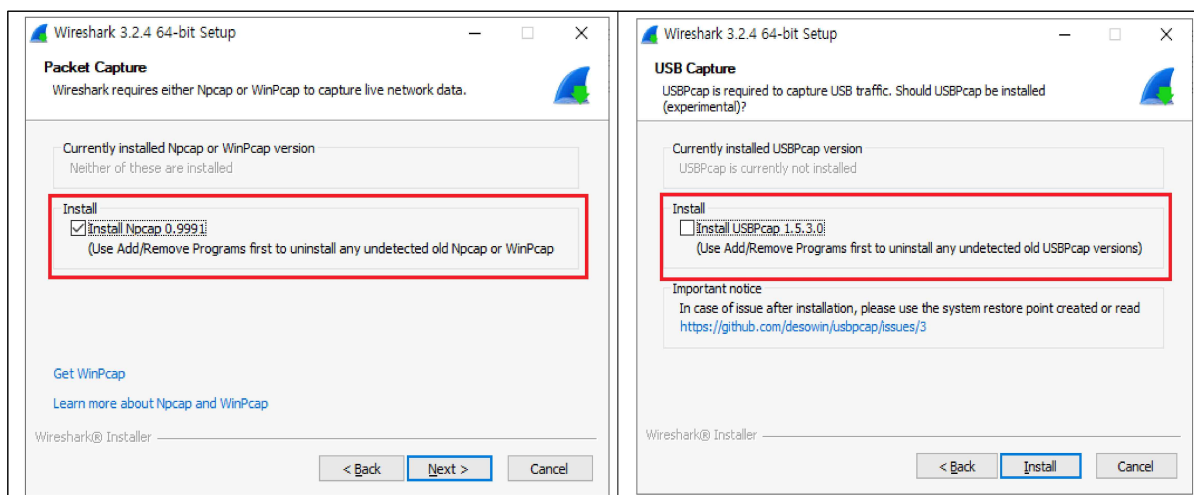 Wireshark 3.2.4 64-bit Setup
Packet Capture
Wireshark requires either Npcap or WinPcap to capture live network data.
Currently installed Npcap or WinPcap version
Neither of these are installed
Install
Install Npcap 0.9991
(Use Add/Remove Programs first to uninstall any undetected old Npcap or WinPcap
Get WinPcap
Learn more about Npcap and WinPcap
Wireshark® Installer
< Back
Next >
Cancel
Wireshark 3.2.4 64-bit Setup
USB Capture
USBPcap is required to capture USB traffic. Should USBPcap be installed
(experimental)?
Currently installed USBPcap version
USBPcap is currently not installed
Install
Install USBPcap 1.5.3.0
(Use Add/Remove Programs first to uninstall any undetected old USBPcap versions)
Important notice
In case of issue after installation, please use the system restore point created or read
https://github.com/desowin/usbpcap/issues/3
Wireshark® Installer
< Back
Install
Cancel